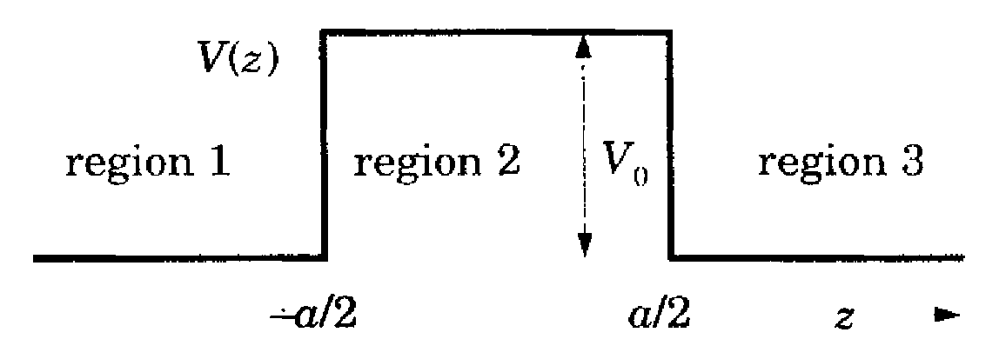 V(z)
region 1 region 2 V₀ region 3
–a/2 a/2 z